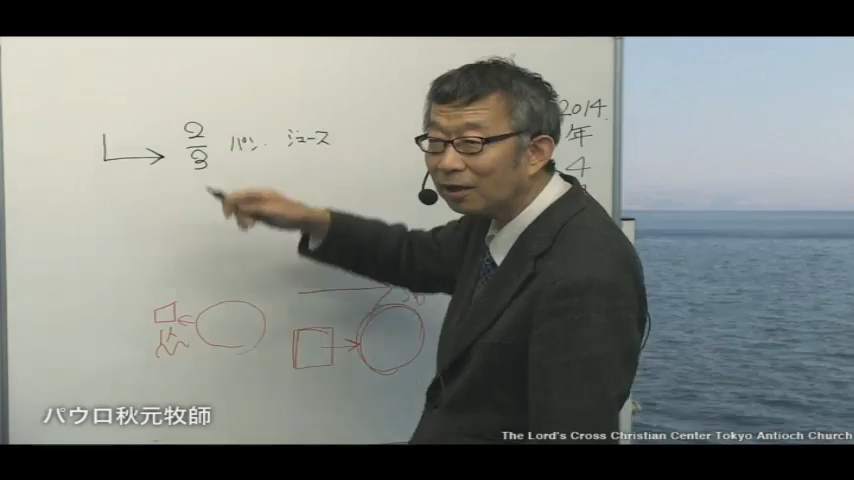 2014.
年
4
2/3 パン. ジュース
パウロ秋元牧師
The Lord's Cross Christian Center Tokyo Antioch Church